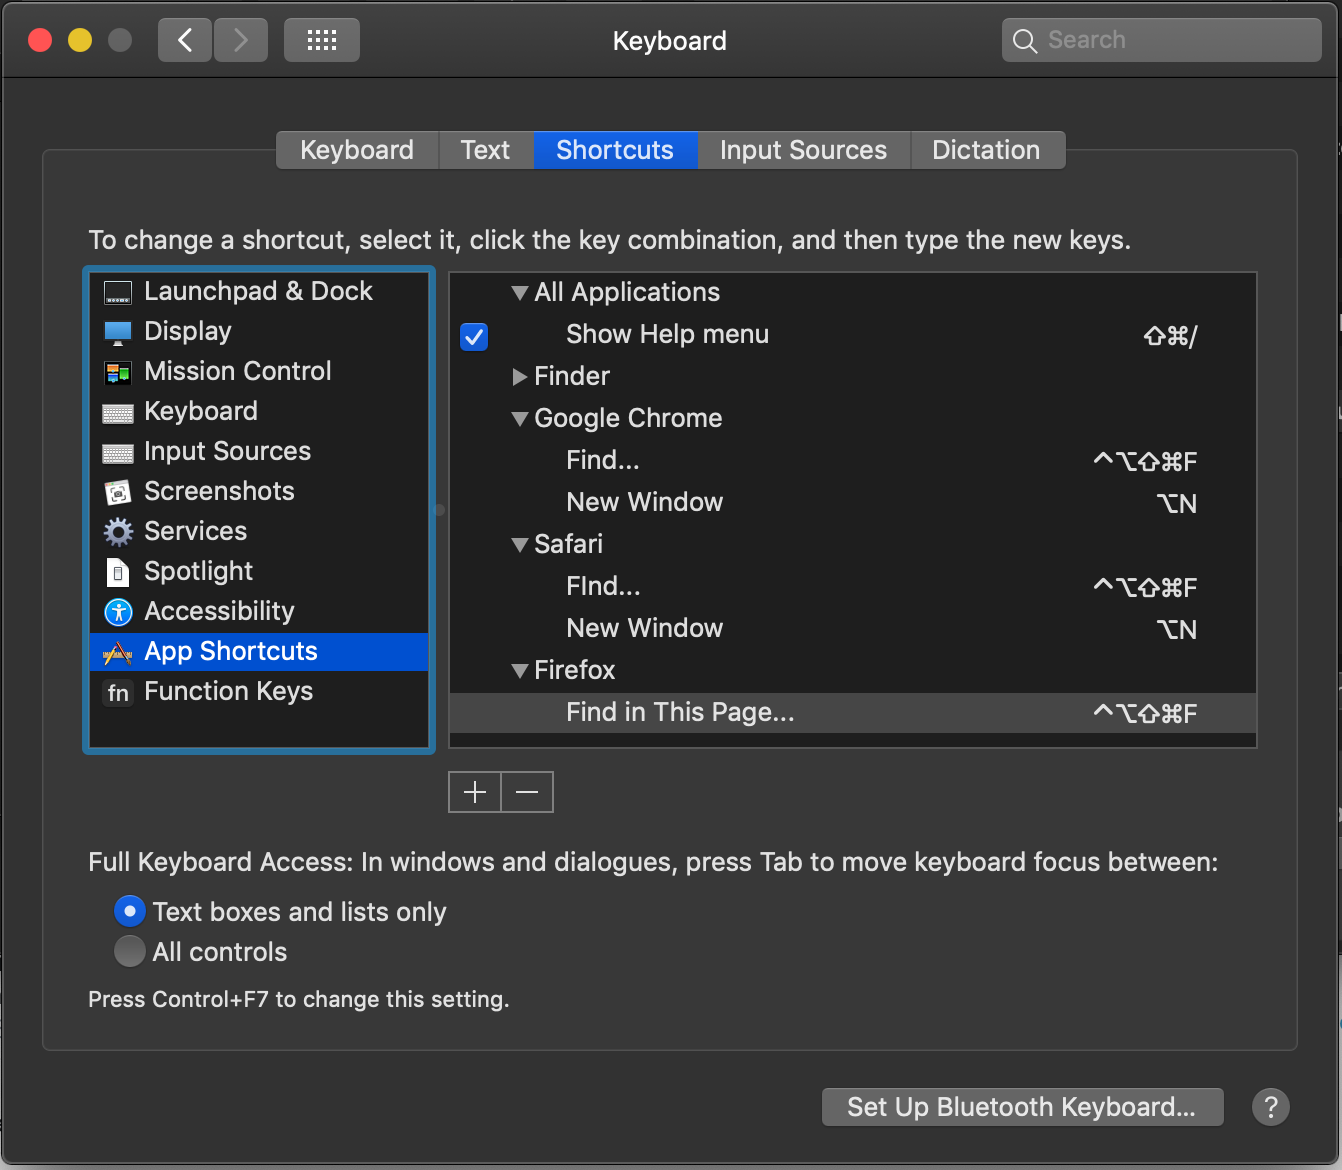 Keyboard
Search
Keyboard Text Shortcuts Input Sources Dictation
To change a shortcut, select it, click the key combination, and then type the new keys.
Launchpad & Dock
Display
Mission Control
Keyboard
Input Sources
Screenshots
Services
Spotlight
Accessibility
App Shortcuts
fn Function Keys
All Applications
Show Help menu ⇧⌘/
Finder
Google Chrome
Find... ^⌥⇧⌘F
New Window ⌥N
Safari
FInd... ^⌥⇧⌘F
New Window ⌥N
Firefox
Find in This Page... ^⌥⇧⌘F
Full Keyboard Access: In windows and dialogues, press Tab to move keyboard focus between:
Text boxes and lists only
All controls
Press Control+F7 to change this setting.
Set Up Bluetooth Keyboard...
?